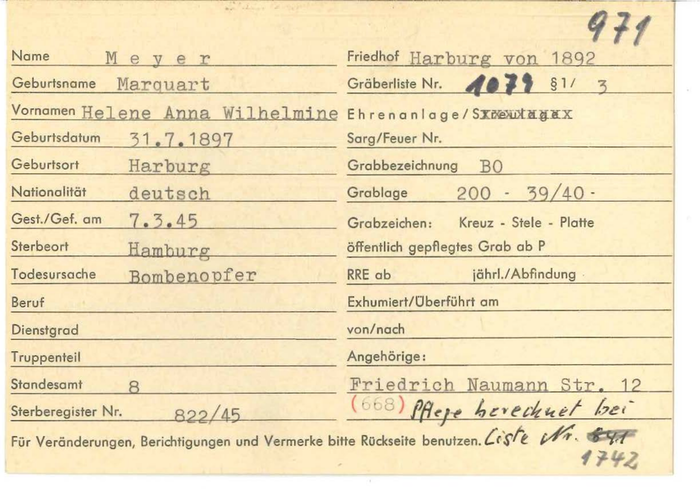 971
Name M e y e r
Geburtsname Marquart
Vornamen Helene Anna Wilhelmine
Geburtsdatum 31.7.1897
Geburtsort Harburg
Nationalität deutsch
Gest./Gef. am 7.3.45
Sterbeort Hamburg
Todesursache Bombenopfer
Beruf
Dienstgrad
Truppenteil
Standesamt 8
Sterberegister Nr. 822/45
Friedhof Harburg von 1892
Gräberliste Nr. 1079 §1/ 3
Ehrenanlage/
Sarg/Feuer Nr.
Grabbezeichnung BO
Grablage 200 - 39/40 -
Grabzeichen: Kreuz - Stele - Platte
öffentlich gepflegtes Grab ab P
RRE ab jährl./Abfindung
Exhumiert/Überführt am
von/nach
Angehörige:
Friedrich Naumann Str. 12
(668) Pflege berechnet bei
Für Veränderungen, Berichtigungen und Vermerke bitte Rückseite benutzen. Liste Nr.
1742